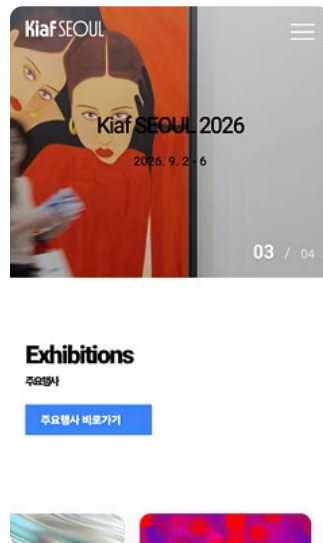 Kiaf SEOUL
Kiaf SEOUL 2026
2026. 9. 2 - 6
03 / 04
Exhibitions
주요행사
주요행사 바로가기